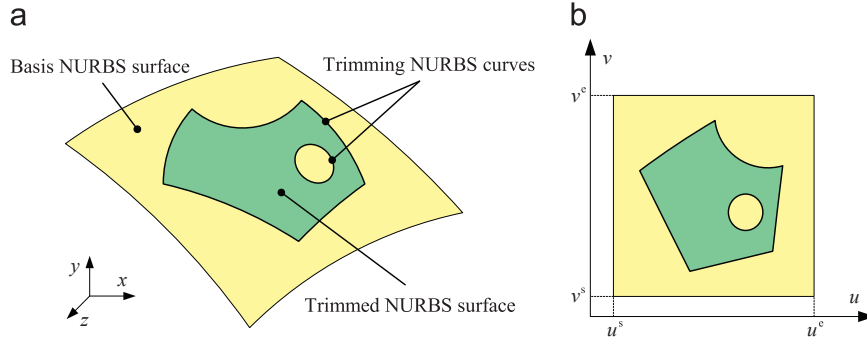 a
b
Basis NURBS surface
Trimming NURBS curves
Trimmed NURBS surface
y
x
z
v
vᵉ
vˢ
u
uˢ
uᵉ